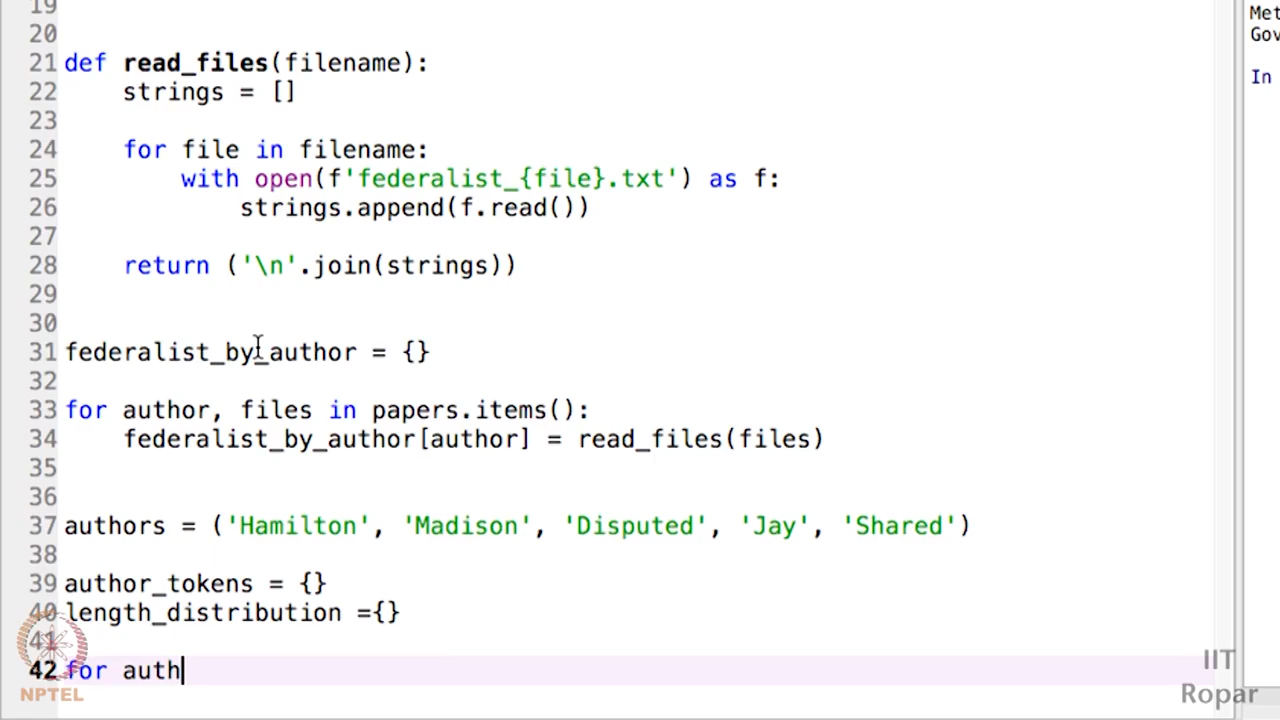 19
20
21 def read_files(filename):
22 strings = []
23
24 for file in filename:
25 with open(f'federalist_{file}.txt') as f:
26 strings.append(f.read())
27
28 return ('\n'.join(strings))
29
30
31 federalist_by_author = {}
32
33 for author, files in papers.items():
34 federalist_by_author[author] = read_files(files)
35
36
37 authors = ('Hamilton', 'Madison', 'Disputed', 'Jay', 'Shared')
38
39 author_tokens = {}
40 length_distribution ={}
41
42 for auth
Met
Gov
In
NPTEL
IIT
Ropar